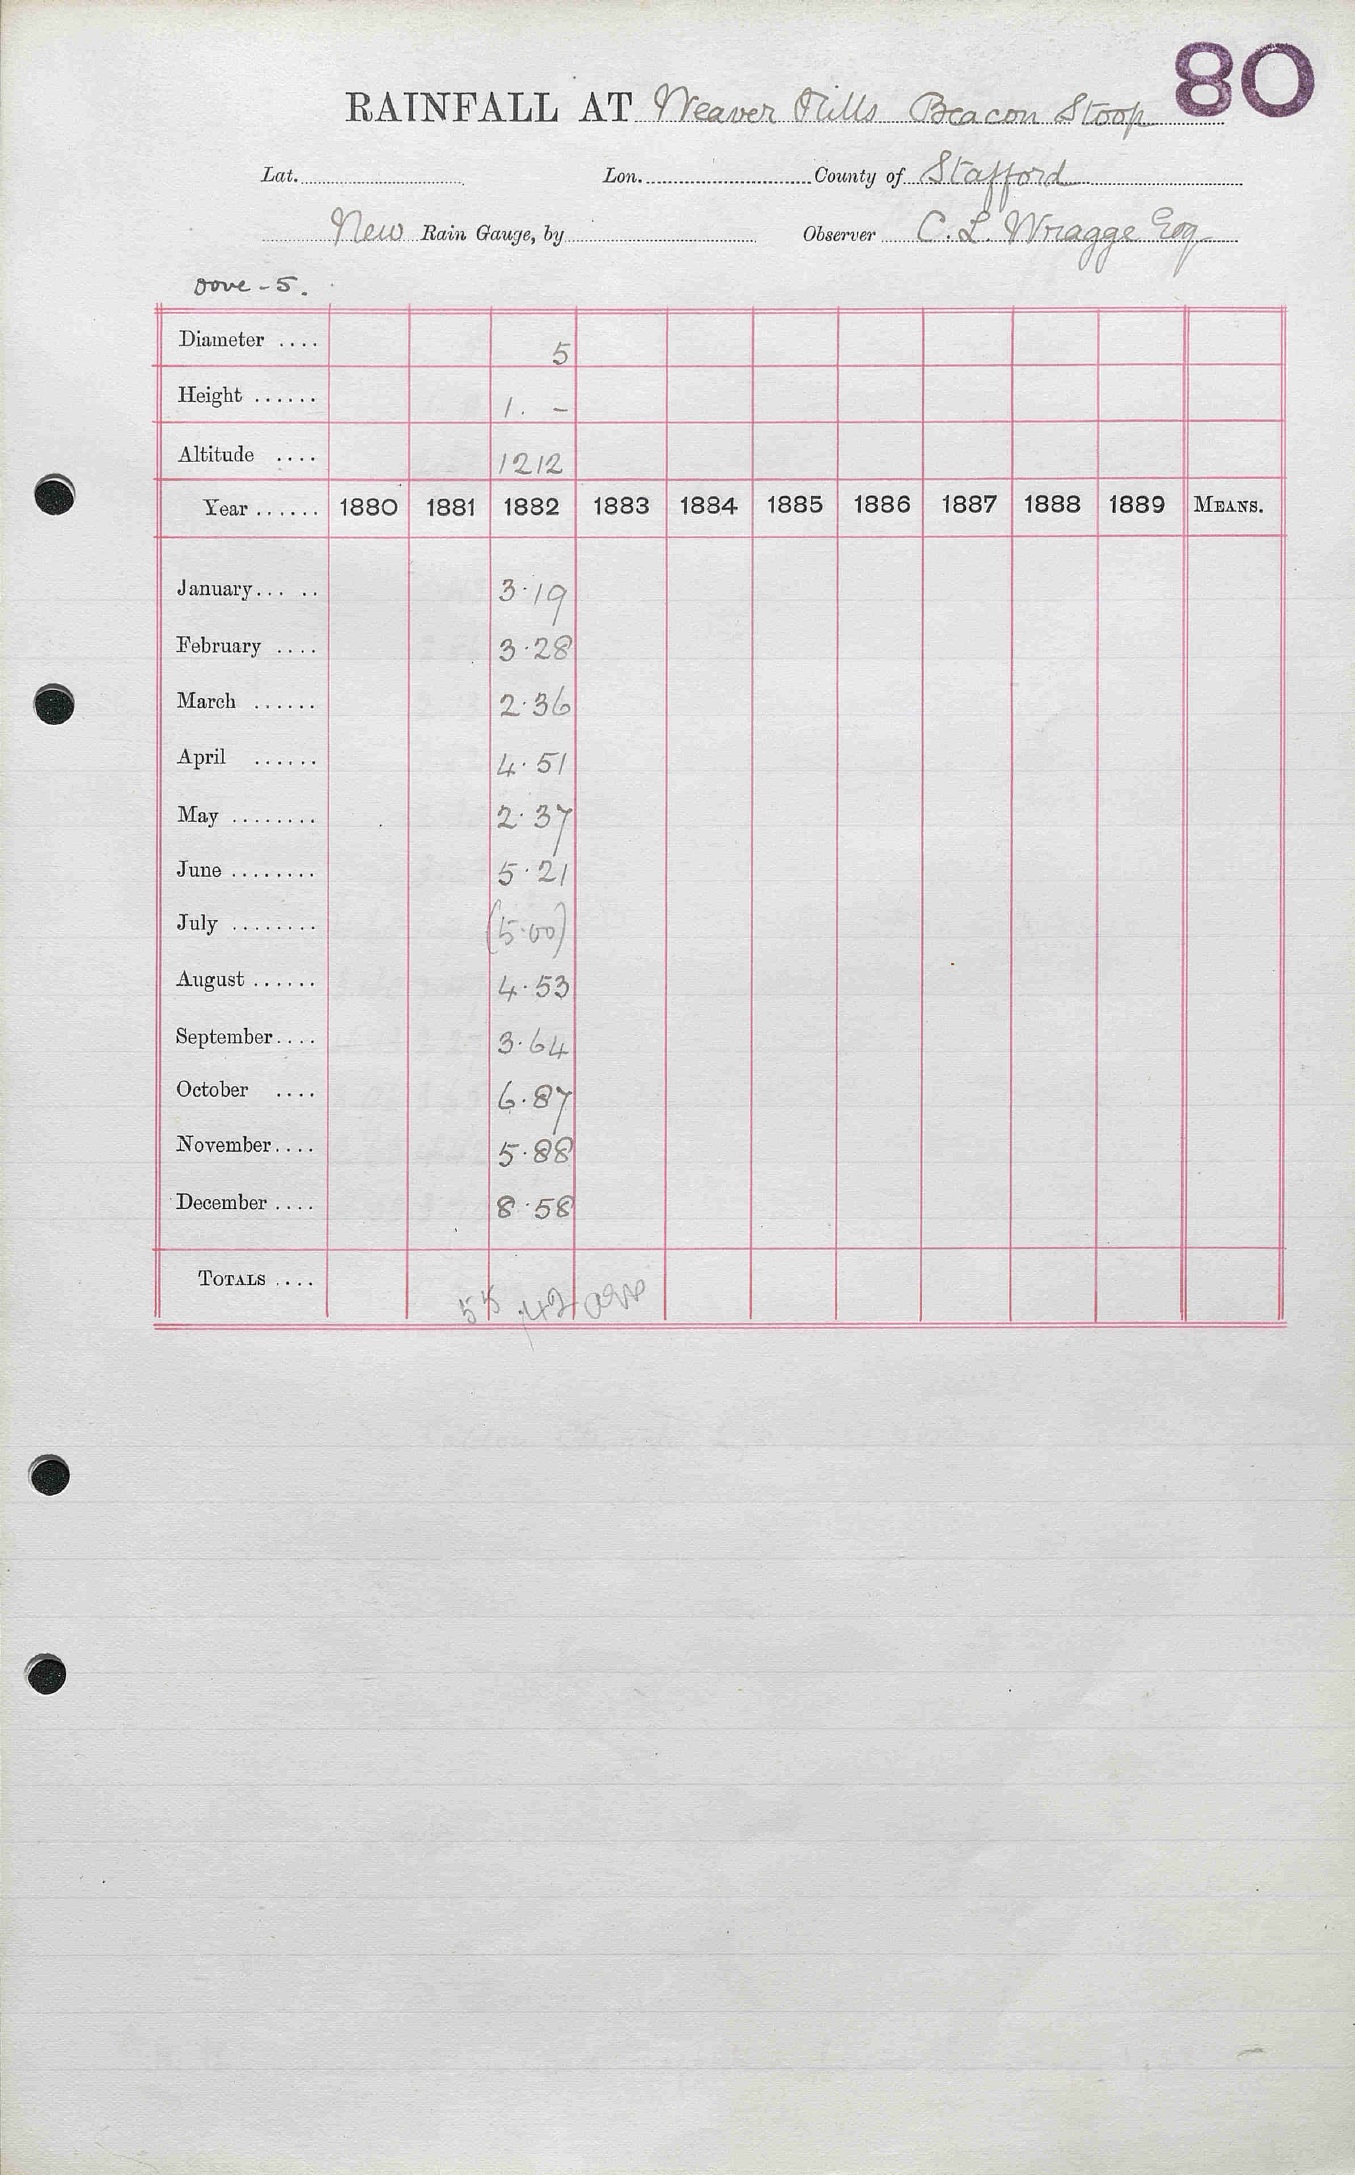 80
RAINFALL AT Weaver Hills Beacon Stoop
Lat. Lon. County of Stafford
New Rain Gauge, by Observer C. L. Wragge Esq
Dove - 5.
Diameter .... 5
Height ...... 1. -
Altitude .... 1212
Year ...... 1880 1881 1882 1883 1884 1885 1886 1887 1888 1889 MEANS.
January... .. 3.19
February .... 3.28
March ...... 2.36
April ...... 4.51
May ........ 2.37
June ........ 5.21
July ........ (5.00)
August ...... 4.53
September.... 3.64
October .... 6.87
November.... 5.88
December .... 8.58
TOTALS .... 55.42